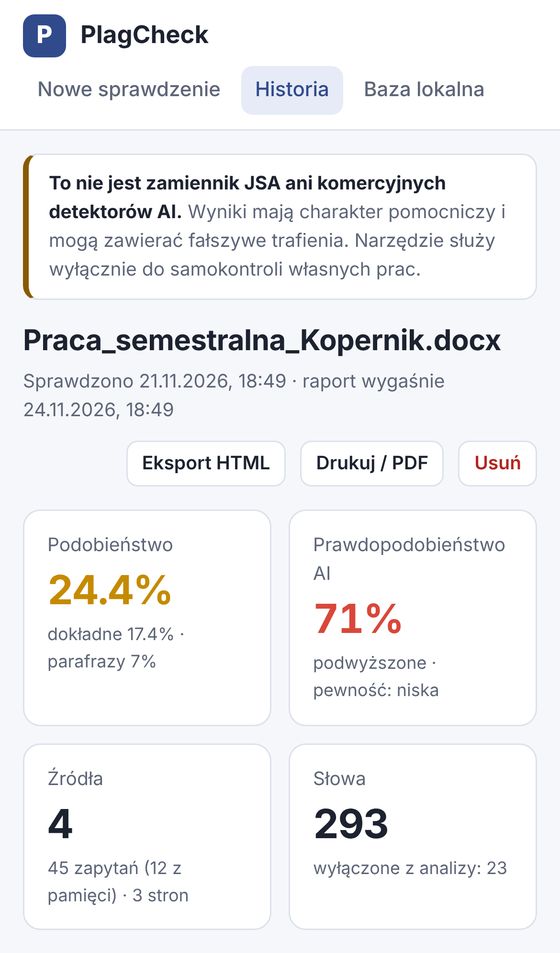 P PlagCheck
Nowe sprawdzenie Historia Baza lokalna
To nie jest zamiennik JSA ani komercyjnych
detektorów AI. Wyniki mają charakter pomocniczy i
mogą zawierać fałszywe trafienia. Narzędzie służy
wyłącznie do samokontroli własnych prac.
Praca_semestralna_Kopernik.docx
Sprawdzono 21.11.2026, 18:49 · raport wygaśnie
24.11.2026, 18:49
Eksport HTML Drukuj / PDF Usuń
Podobieństwo
24.4%
dokładne 17.4% ·
parafrazy 7%
Prawdopodobieństwo
AI
71%
podwyższone ·
pewność: niska
Źródła
4
45 zapytań (12 z
pamięci) · 3 stron
Słowa
293
wyłączone z analizy: 23